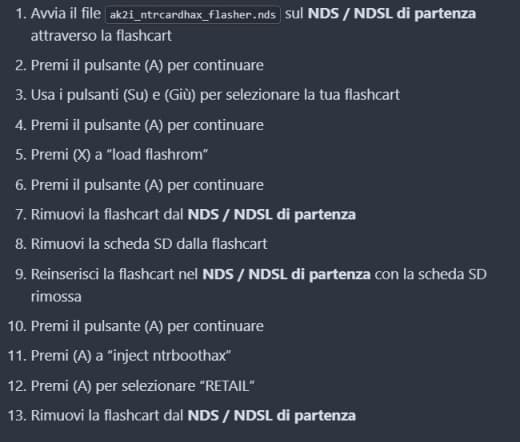 1. Avvia il file ak2i_ntrcardhax_flasher.nds sul NDS / NDSL di partenza
attraverso la flashcart
2. Premi il pulsante (A) per continuare
3. Usa i pulsanti (Su) e (Giù) per selezionare la tua flashcart
4. Premi il pulsante (A) per continuare
5. Premi (X) a “load flashrom”
6. Premi il pulsante (A) per continuare
7. Rimuovi la flashcart dal NDS / NDSL di partenza
8. Rimuovi la scheda SD dalla flashcart
9. Reinserisci la flashcart nel NDS / NDSL di partenza con la scheda SD
rimossa
10. Premi il pulsante (A) per continuare
11. Premi (A) a “inject ntrboothax”
12. Premi (A) per selezionare “RETAIL”
13. Rimuovi la flashcart dal NDS / NDSL di partenza